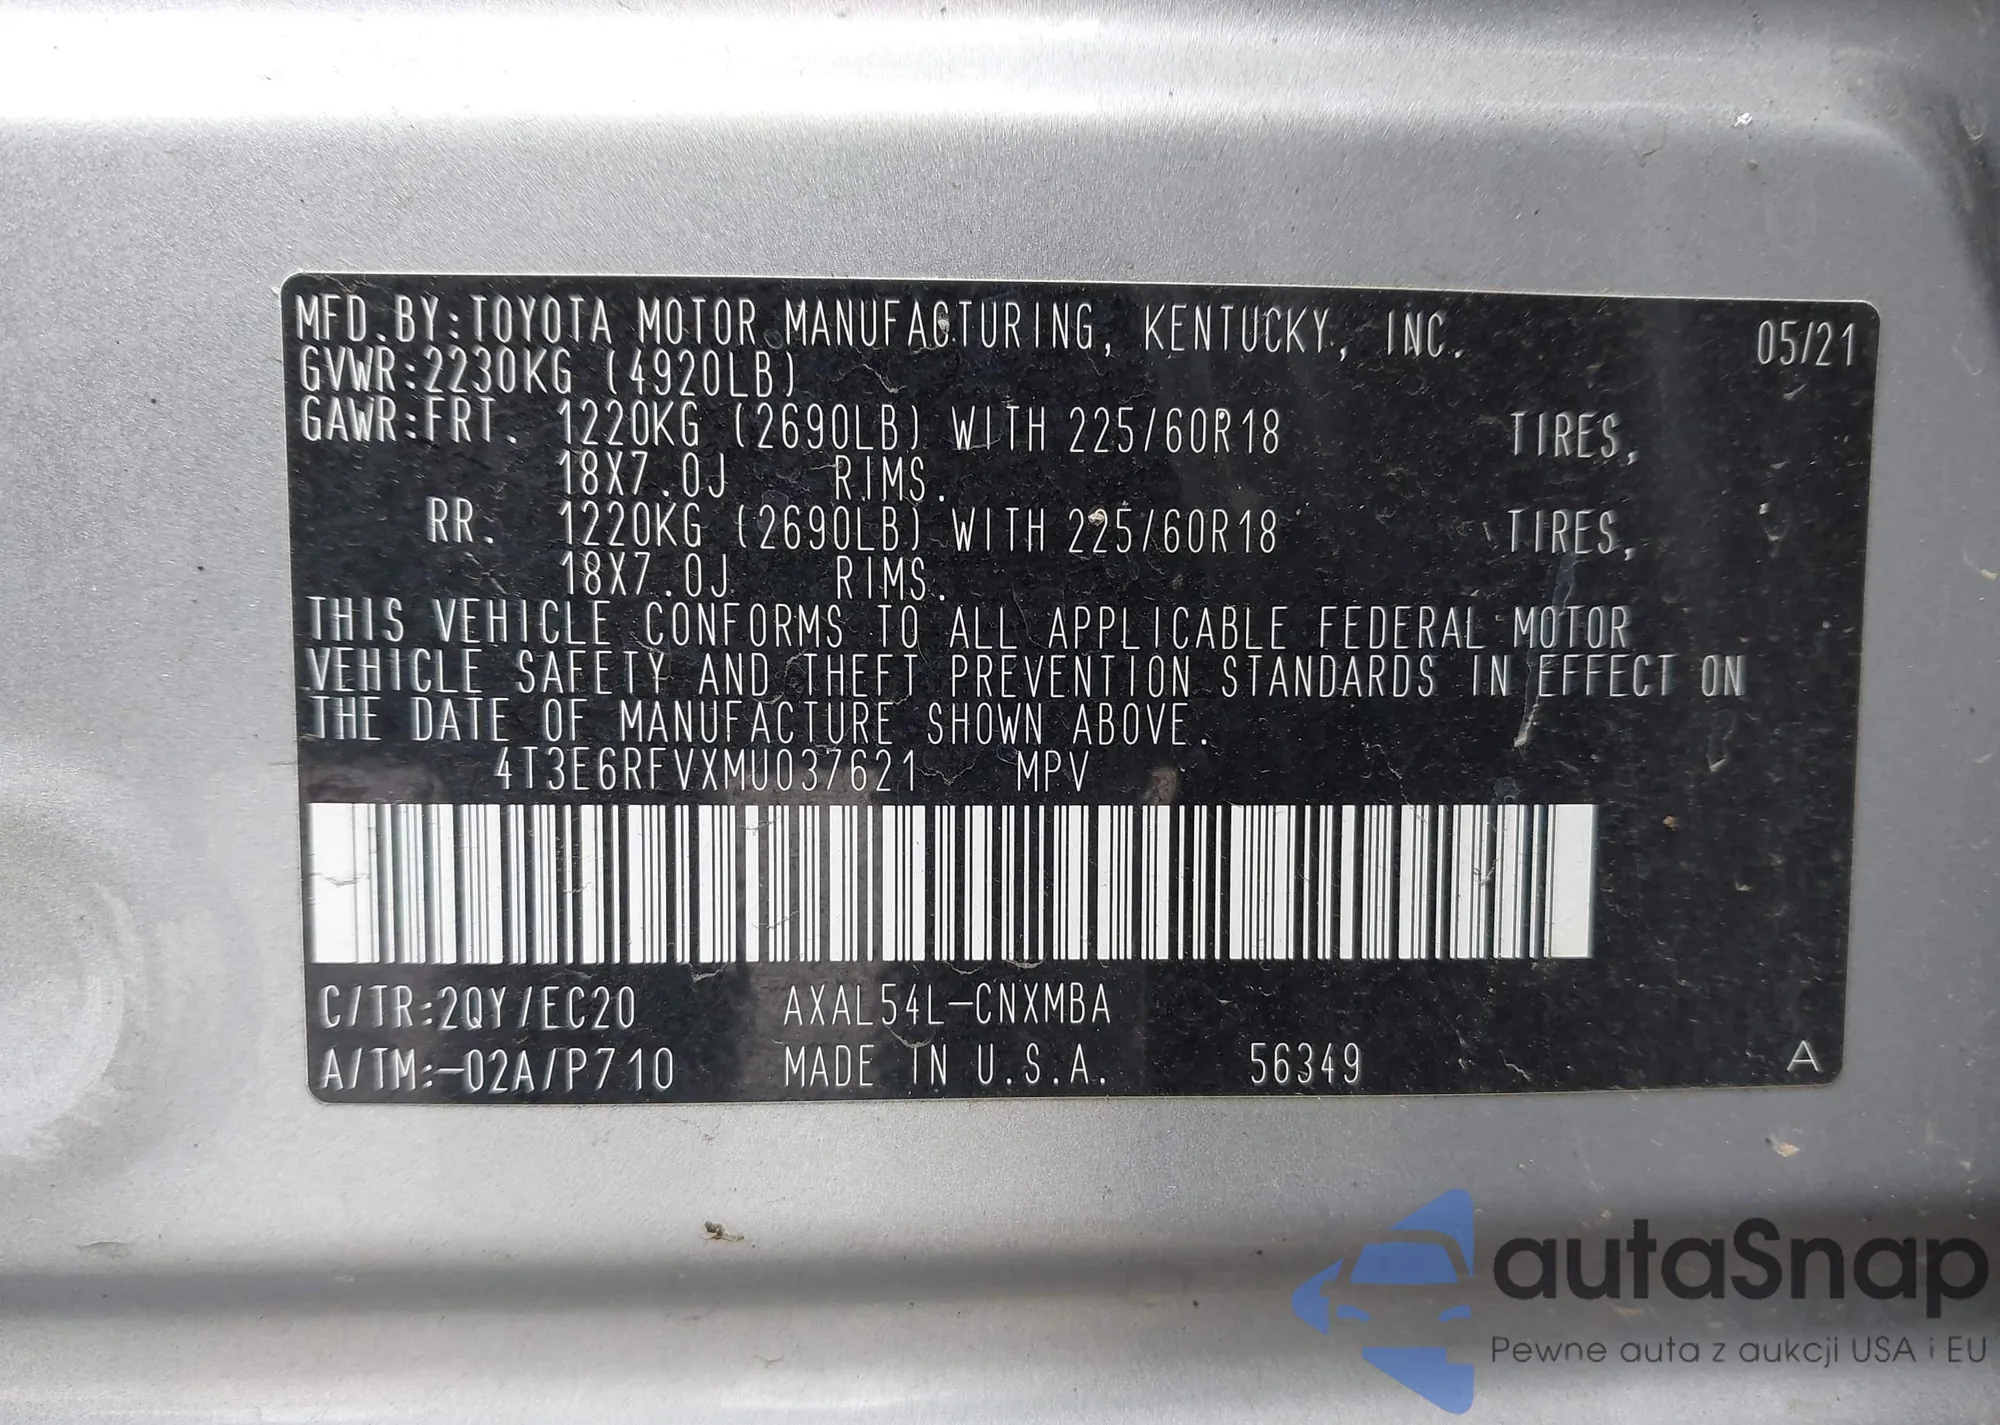 MFD.BY:TOYOTA MOTOR MANUFACTURING, KENTUCKY, INC. 05/21
GVWR:2230KG (4920LB)
GAWR:FRT. 1220KG (2690LB) WITH 225/60R18 TIRES,
18X7.0J RIMS.
RR. 1220KG (2690LB) WITH 225/60R18 TIRES,
18X7.0J RIMS.
THIS VEHICLE CONFORMS TO ALL APPLICABLE FEDERAL MOTOR
VEHICLE SAFETY AND THEFT PREVENTION STANDARDS IN EFFECT ON
THE DATE OF MANUFACTURE SHOWN ABOVE.
4T3E6RFVXMU037621 MPV
C/TR:2QY/EC20 AXAL54L-CNXMBA
A/TM:-02A/P710 MADE IN U.S.A. 56349 A
autaSnap
Pewne auta z aukcji USA i EU